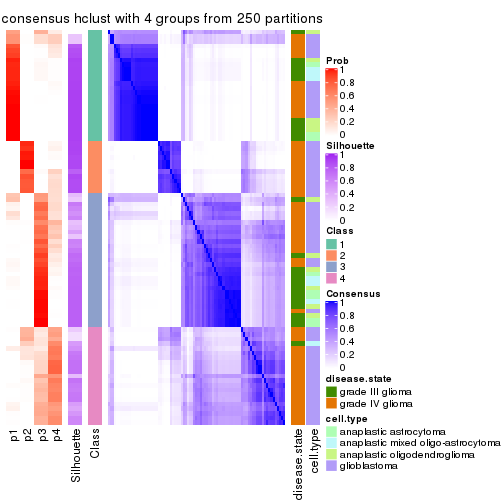 consensus hclust with 4 groups from 250 partitions
Prob
1
0.8
0.6
0.4
0.2
0
Silhouette
1
0.8
0.6
0.4
0.2
0
Class
1
2
3
4
Consensus
1
0.8
0.6
0.4
0.2
0
disease.state
grade III glioma
grade IV glioma
cell.type
anaplastic astrocytoma
anaplastic mixed oligo-astrocytoma
anaplastic oligodendroglioma
glioblastoma
p1
p2
p3
p4
Silhouette
Class
disease.state
cell.type